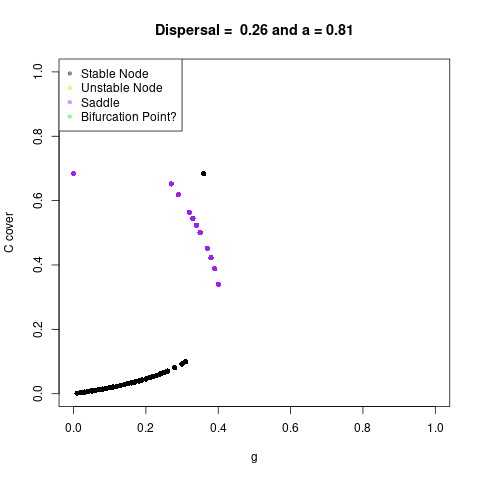 Dispersal =  0.26 and a = 0.81
Stable Node
Unstable Node
Saddle
Bifurcation Point?
C cover
1.0
0.8
0.6
0.4
0.2
0.0
0.0 0.2 0.4 0.6 0.8 1.0
g